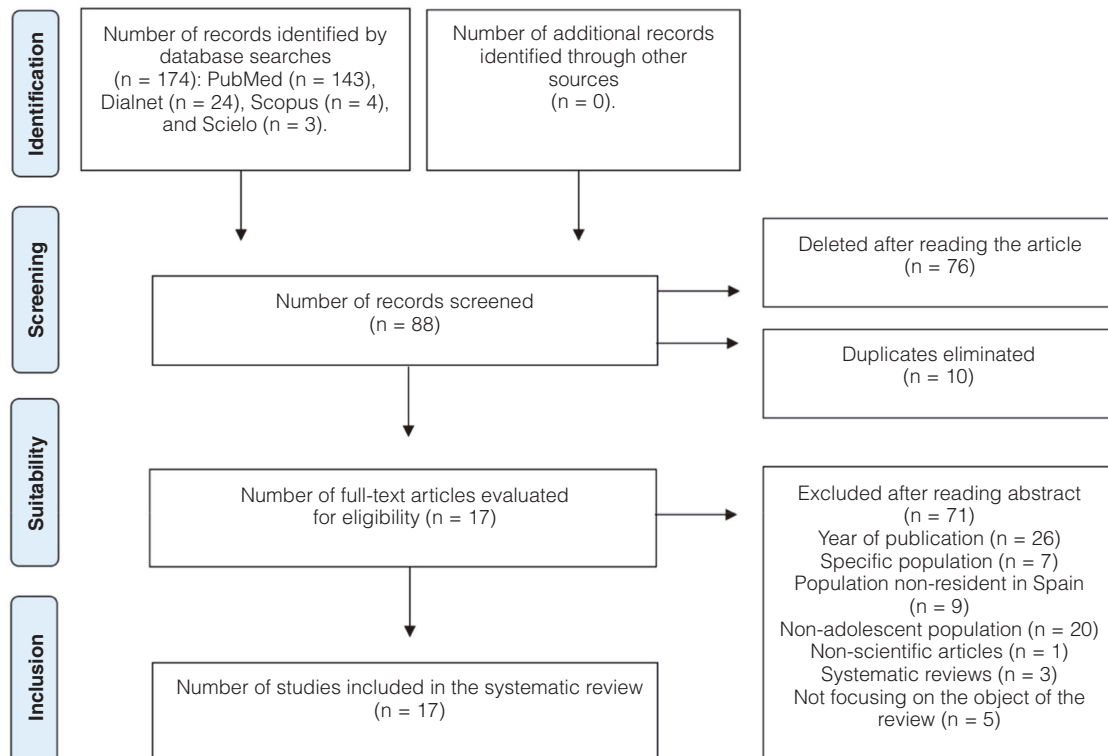 Identification
Number of records identified by
database searches
(n = 174): PubMed (n = 143),
Dialnet (n = 24), Scopus (n = 4),
and Scielo (n = 3).
Number of additional records
identified through other
sources
(n = 0).
Screening
Number of records screened
(n = 88)
Deleted after reading the article
(n = 76)
Duplicates eliminated
(n = 10)
Suitability
Number of full-text articles evaluated
for eligibility (n = 17)
Excluded after reading abstract
(n = 71)
Year of publication (n = 26)
Specific population (n = 7)
Population non-resident in Spain
(n = 9)
Non-adolescent population (n = 20)
Non-scientific articles (n = 1)
Systematic reviews (n = 3)
Not focusing on the object of the
review (n = 5)
Inclusion
Number of studies included in the systematic review
(n = 17)